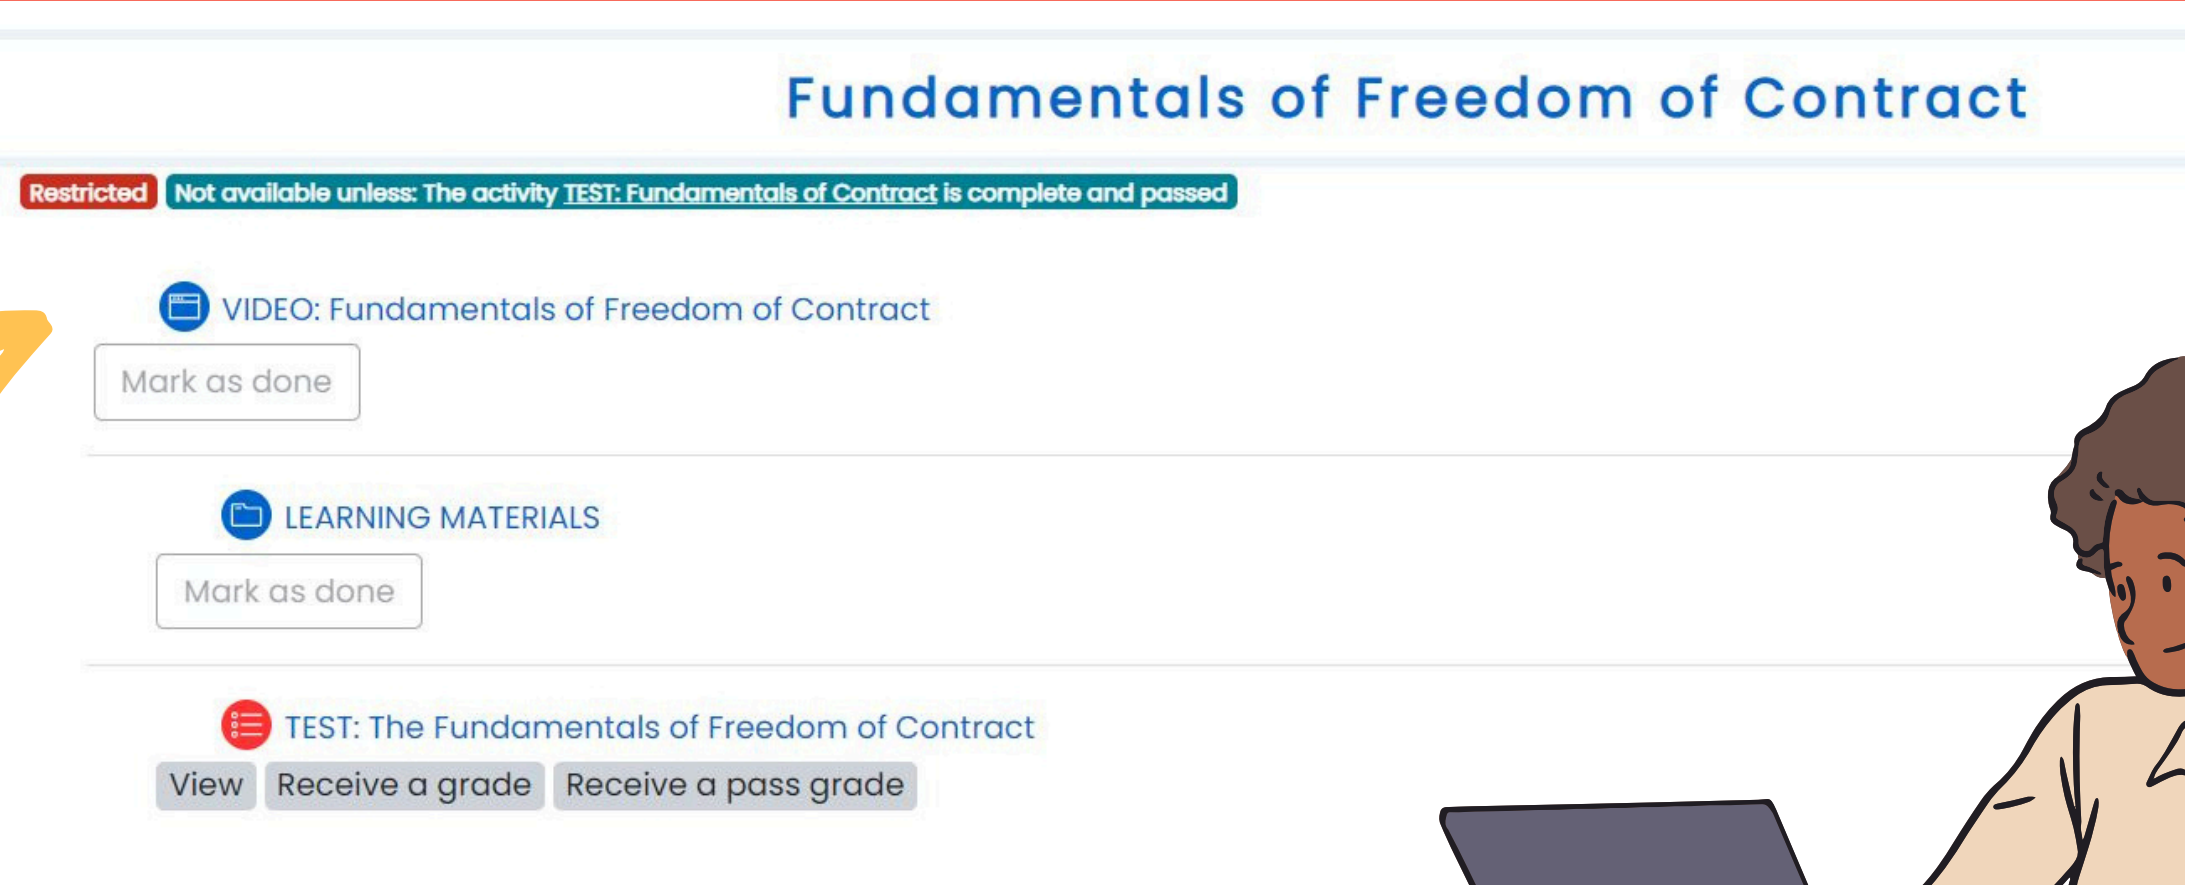 Fundamentals of Freedom of Contract
Restricted Not available unless: The activity TEST: Fundamentals of Contract is complete and passed
VIDEO: Fundamentals of Freedom of Contract
Mark as done
LEARNING MATERIALS
Mark as done
TEST: The Fundamentals of Freedom of Contract
View Receive a grade Receive a pass grade